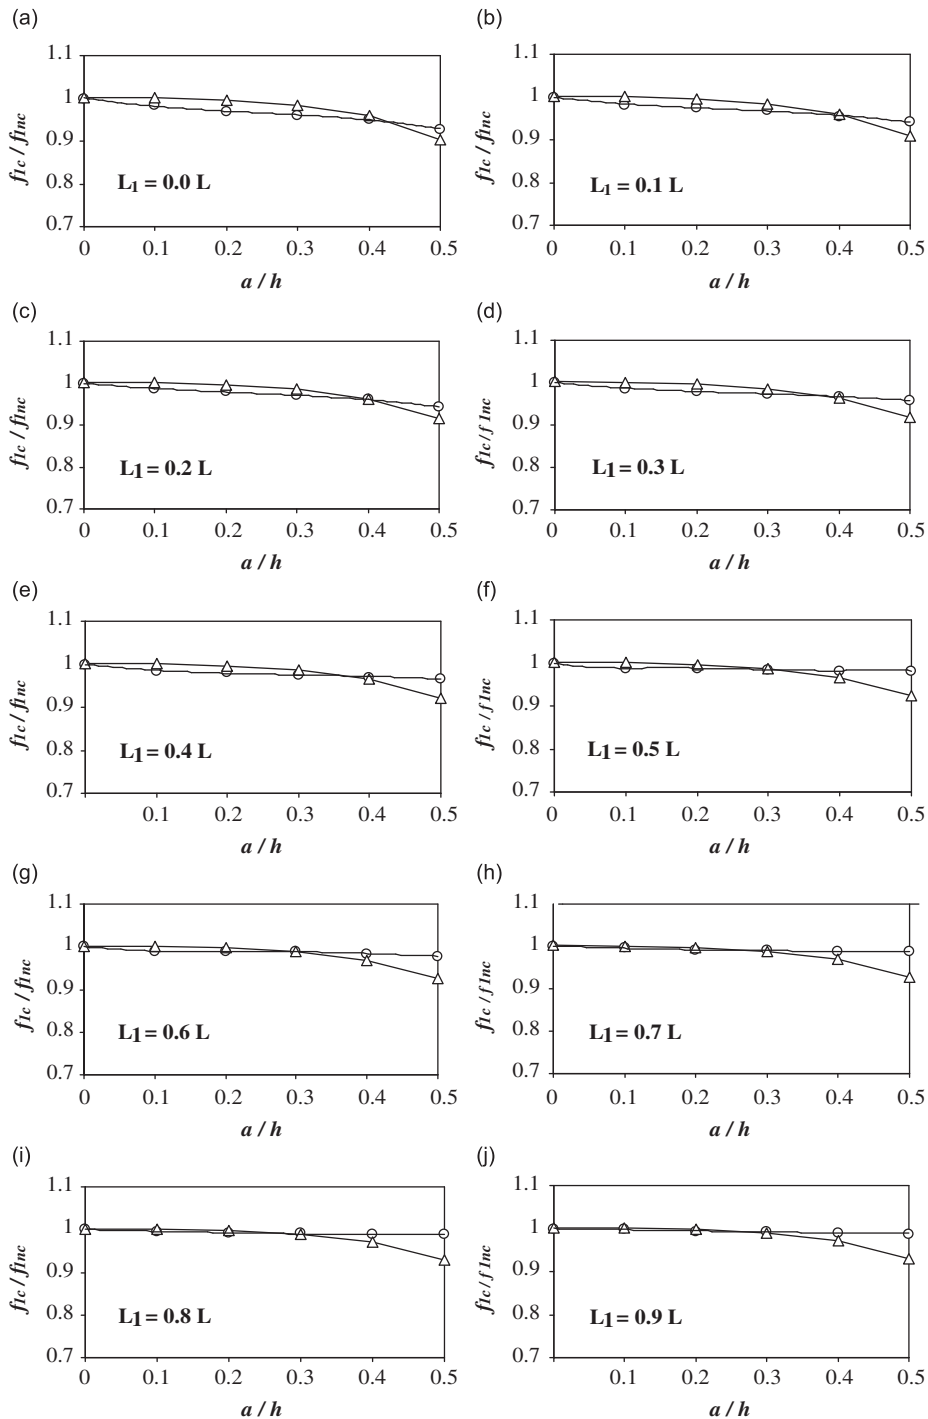 (a)
1.1
1
0.9
0.8
0.7
f1c / f1nc
L1 = 0.0 L
0 0.1 0.2 0.3 0.4 0.5
a / h
(b)
1.1
1
0.9
0.8
0.7
f1c / f1nc
L1 = 0.1 L
0 0.1 0.2 0.3 0.4 0.5
a / h
(c)
1.1
1
0.9
0.8
0.7
f1c / f1nc
L1 = 0.2 L
0 0.1 0.2 0.3 0.4 0.5
a / h
(d)
1.1
1
0.9
0.8
0.7
f1c / f1nc
L1 = 0.3 L
0 0.1 0.2 0.3 0.4 0.5
a / h
(e)
1.1
1
0.9
0.8
0.7
f1c / f1nc
L1 = 0.4 L
0.1 0.2 0.3 0.4 0.5
a / h
(f)
1.1
1
0.9
0.8
0.7
f1c / f1nc
L1 = 0.5 L
0 0.1 0.2 0.3 0.4 0.5
a / h
(g)
1.1
1
0.9
0.8
0.7
f1c / f1nc
L1 = 0.6 L
0 0.1 0.2 0.3 0.4 0.5
a / h
(h)
1.1
1
0.9
0.8
0.7
f1c / f1nc
L1 = 0.7 L
0 0.1 0.2 0.3 0.4 0.5
a / h
(i)
1.1
1
0.9
0.8
0.7
f1c / f1nc
L1 = 0.8 L
0 0.1 0.2 0.3 0.4 0.5
a / h
(j)
1.1
1
0.9
0.8
0.7
f1c / f1nc
L1 = 0.9 L
0 0.1 0.2 0.3 0.4 0.5
a / h